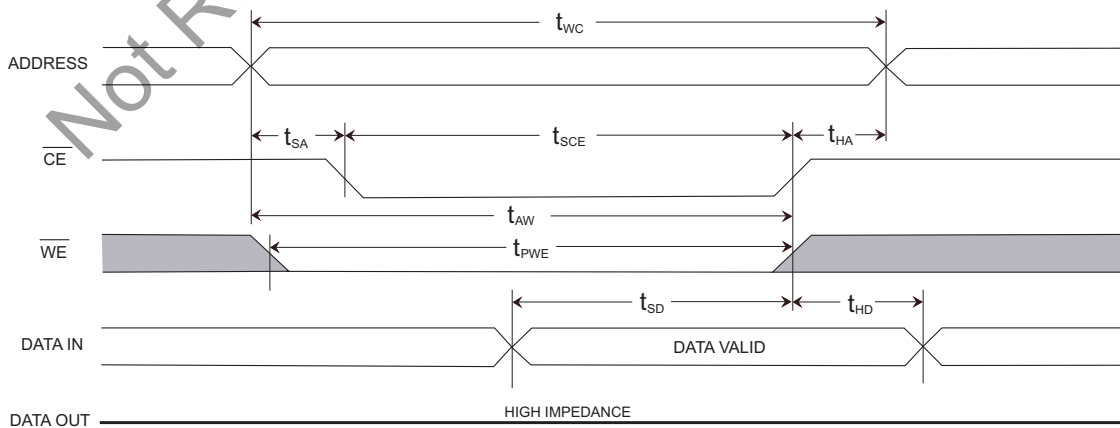 Not R
tWC
ADDRESS
tSA
tSCE
tHA
CE
tAW
WE
tPWE
tSD
tHD
DATA IN
DATA VALID
HIGH IMPEDANCE
DATA OUT